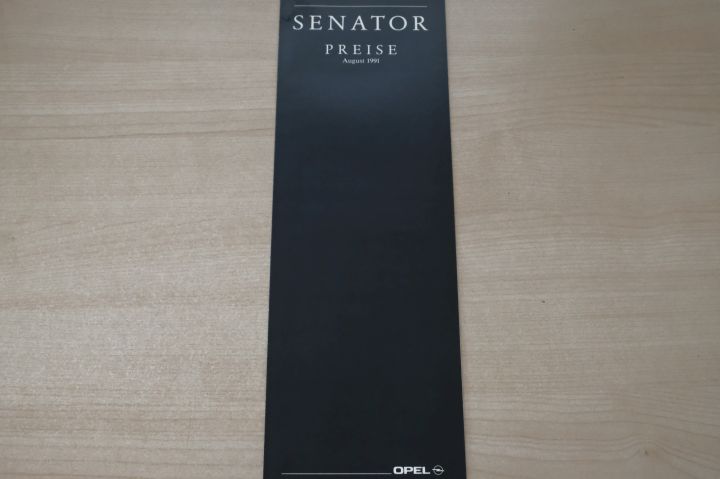 SENATOR
PREISE
August 1991
OPEL